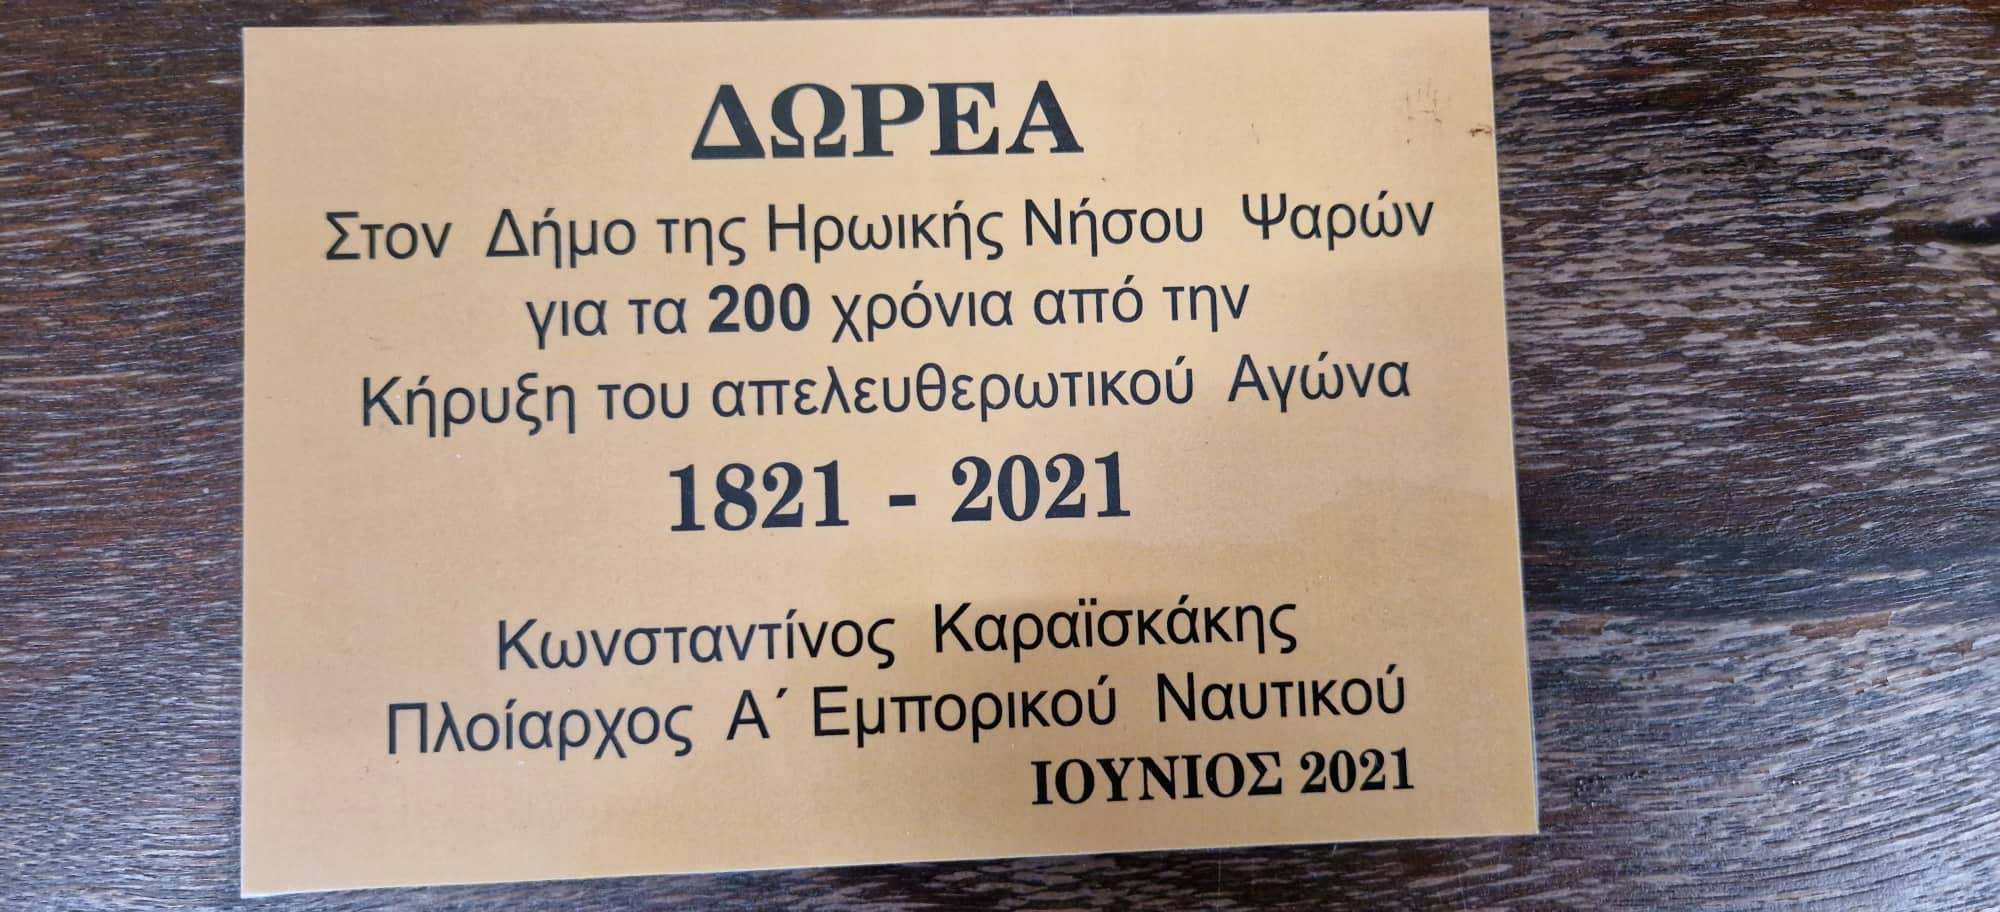 ΔΩΡΕΑ
Στον Δήμο της Ηρωικής Νήσου Ψαρών
για τα 200 χρόνια από την
Κήρυξη του απελευθερωτικού Αγώνα
1821 - 2021
Κωνσταντίνος Καραϊσκάκης
Πλοίαρχος Α΄ Εμπορικού Ναυτικού
ΙΟΥΝΙΟΣ 2021